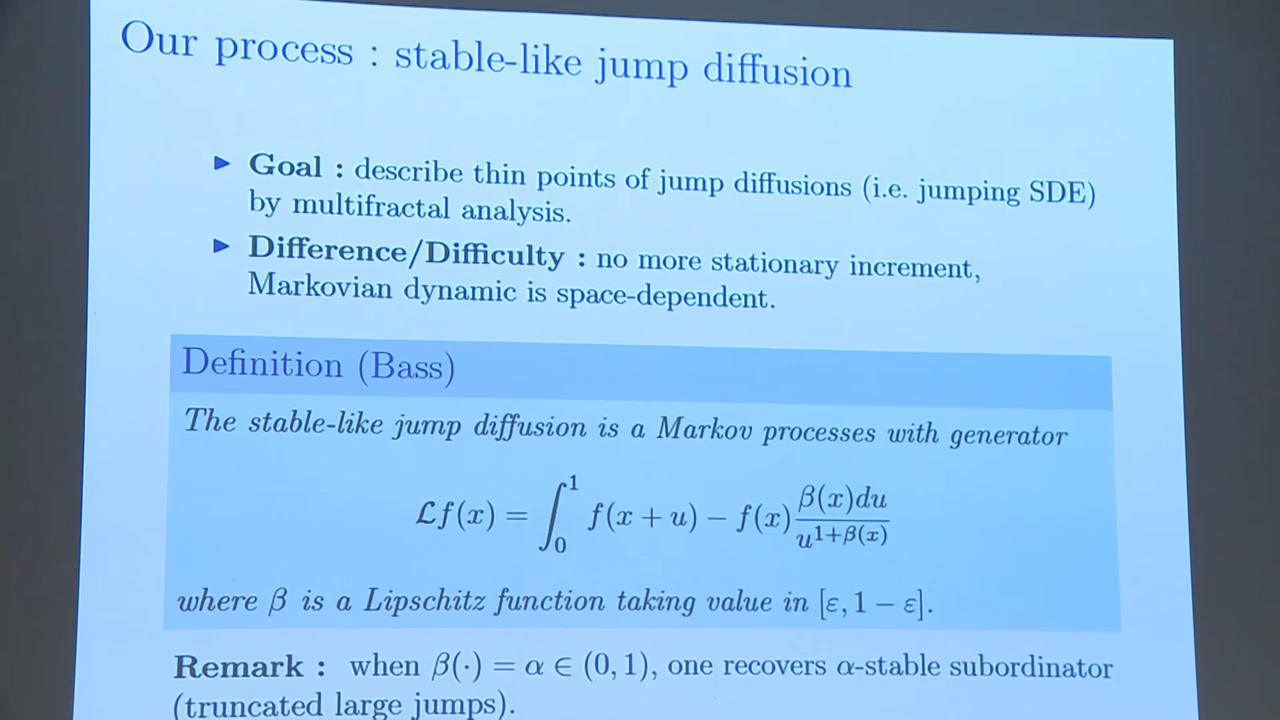 Our process : stable-like jump diffusion
▶ Goal : describe thin points of jump diffusions (i.e. jumping SDE)
by multifractal analysis.
▶ Difference/Difficulty : no more stationary increment,
Markovian dynamic is space-dependent.
Definition (Bass)
The stable-like jump diffusion is a Markov processes with generator
ℒf(x) = ∫₀¹ f(x + u) − f(x) β(x)du / u^{1+β(x)}
where β is a Lipschitz function taking value in [ε, 1 − ε].
Remark : when β(·) = α ∈ (0, 1), one recovers α-stable subordinator
(truncated large jumps).